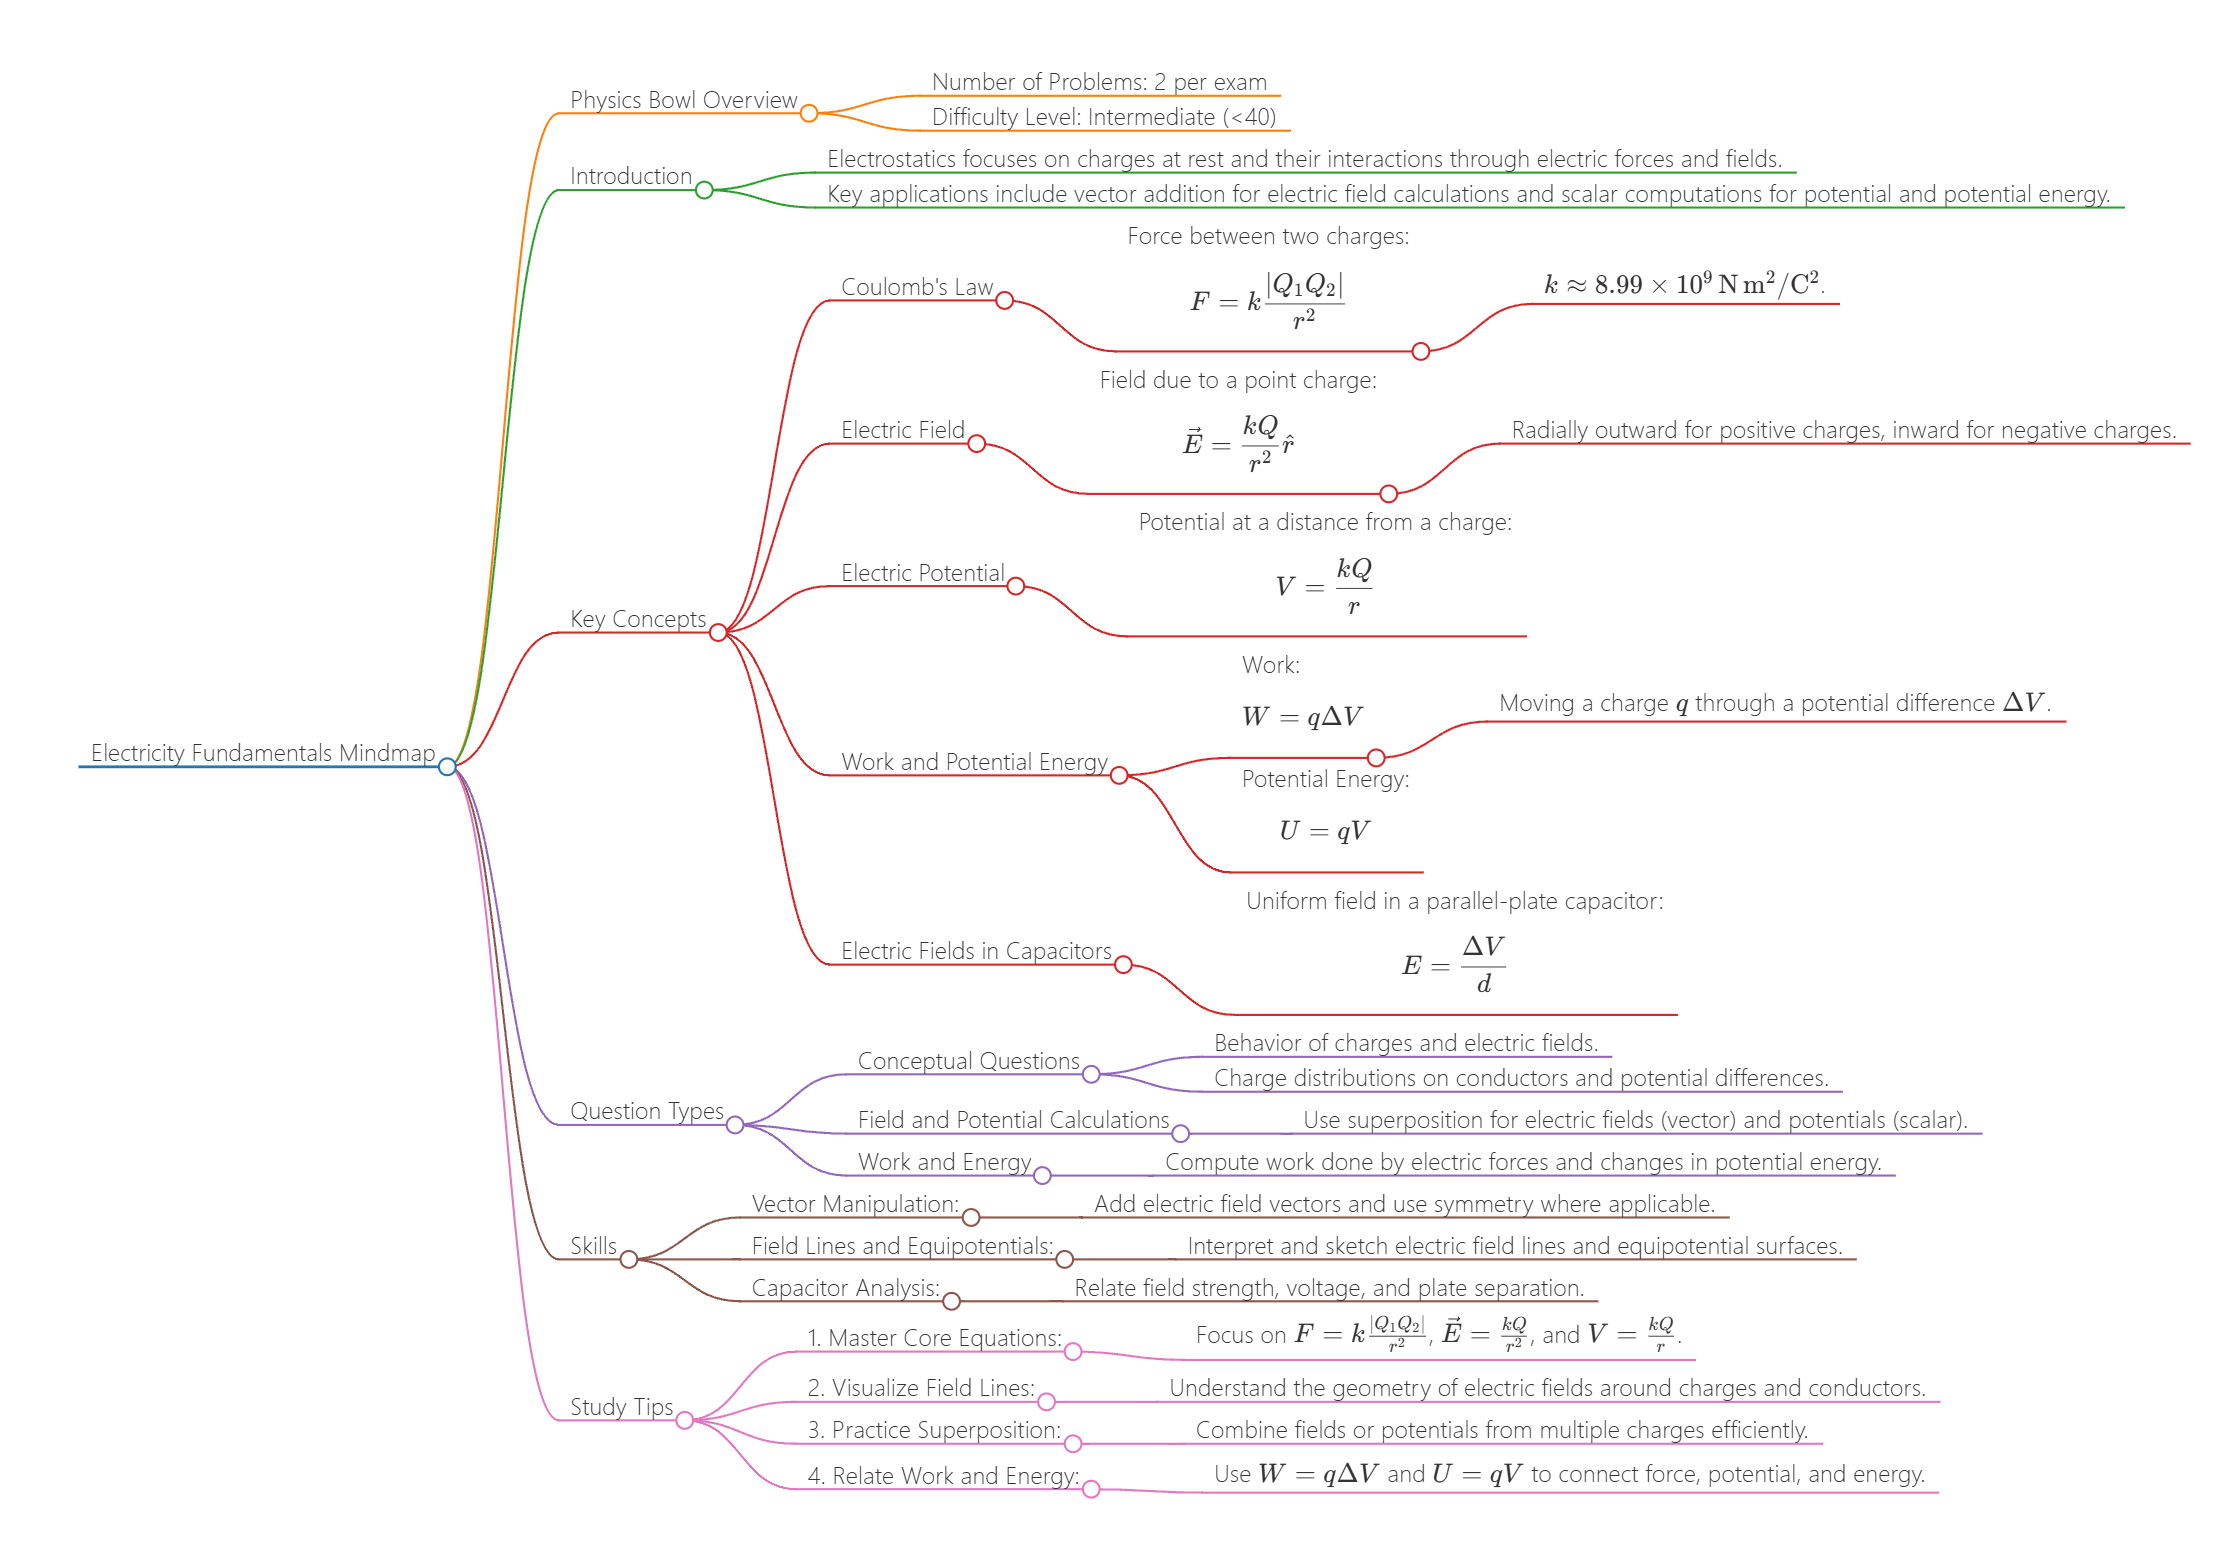 Electricity Fundamentals Mindmap
Physics Bowl Overview
Number of Problems: 2 per exam
Difficulty Level: Intermediate (<40)
Introduction
Electrostatics focuses on charges at rest and their interactions through electric forces and fields.
Key applications include vector addition for electric field calculations and scalar computations for potential and potential energy.
Key Concepts
Coulomb's Law
Force between two charges:
$F = k\frac{|Q_1Q_2|}{r^2}$
$k \approx 8.99 \times 10^9 \, \mathrm{N\,m^2/C^2}$.
Electric Field
Field due to a point charge:
$\vec{E} = \frac{kQ}{r^2}\hat{r}$
Radially outward for positive charges, inward for negative charges.
Electric Potential
Potential at a distance from a charge:
$V = \frac{kQ}{r}$
Work and Potential Energy
Work:
$W = q\Delta V$
Moving a charge $q$ through a potential difference $\Delta V$.
Potential Energy:
$U = qV$
Electric Fields in Capacitors
Uniform field in a parallel-plate capacitor:
$E = \frac{\Delta V}{d}$
Question Types
Conceptual Questions
Behavior of charges and electric fields.
Charge distributions on conductors and potential differences.
Field and Potential Calculations
Use superposition for electric fields (vector) and potentials (scalar).
Work and Energy
Compute work done by electric forces and changes in potential energy.
Skills
Vector Manipulation:
Add electric field vectors and use symmetry where applicable.
Field Lines and Equipotentials:
Interpret and sketch electric field lines and equipotential surfaces.
Capacitor Analysis:
Relate field strength, voltage, and plate separation.
Study Tips
1. Master Core Equations:
Focus on $F = k\frac{|Q_1Q_2|}{r^2}$, $\vec{E} = \frac{kQ}{r^2}$, and $V = \frac{kQ}{r}$.
2. Visualize Field Lines:
Understand the geometry of electric fields around charges and conductors.
3. Practice Superposition:
Combine fields or potentials from multiple charges efficiently.
4. Relate Work and Energy:
Use $W = q\Delta V$ and $U = qV$ to connect force, potential, and energy.